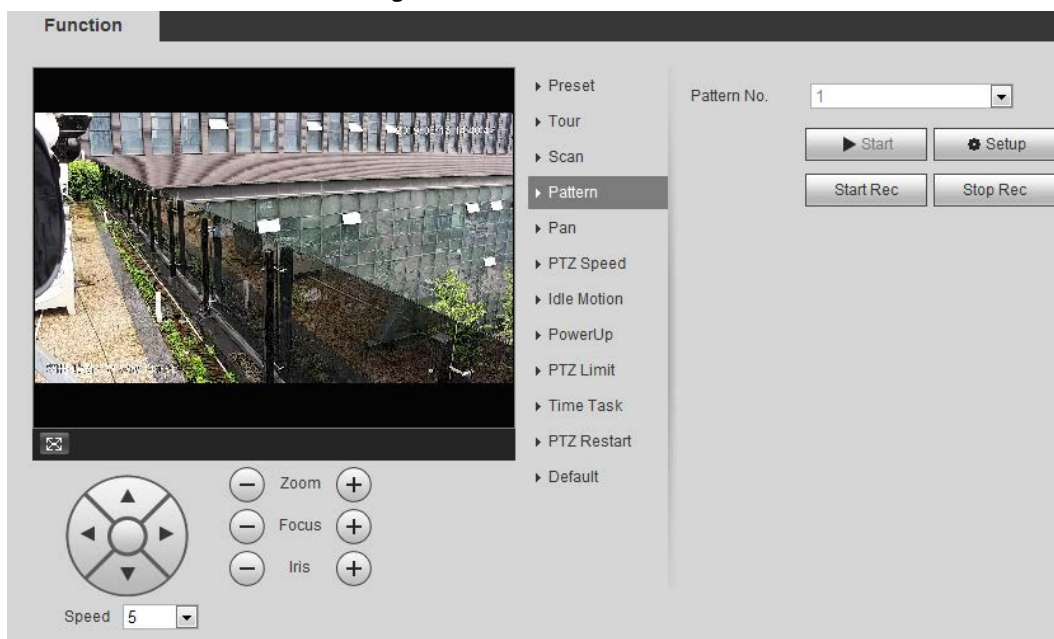 Function
Preset
Tour
Scan
Pattern
Pan
PTZ Speed
Idle Motion
PowerUp
PTZ Limit
Time Task
PTZ Restart
Default
Pattern No. 1
Start Setup
Start Rec Stop Rec
Zoom
Focus
Iris
Speed 5